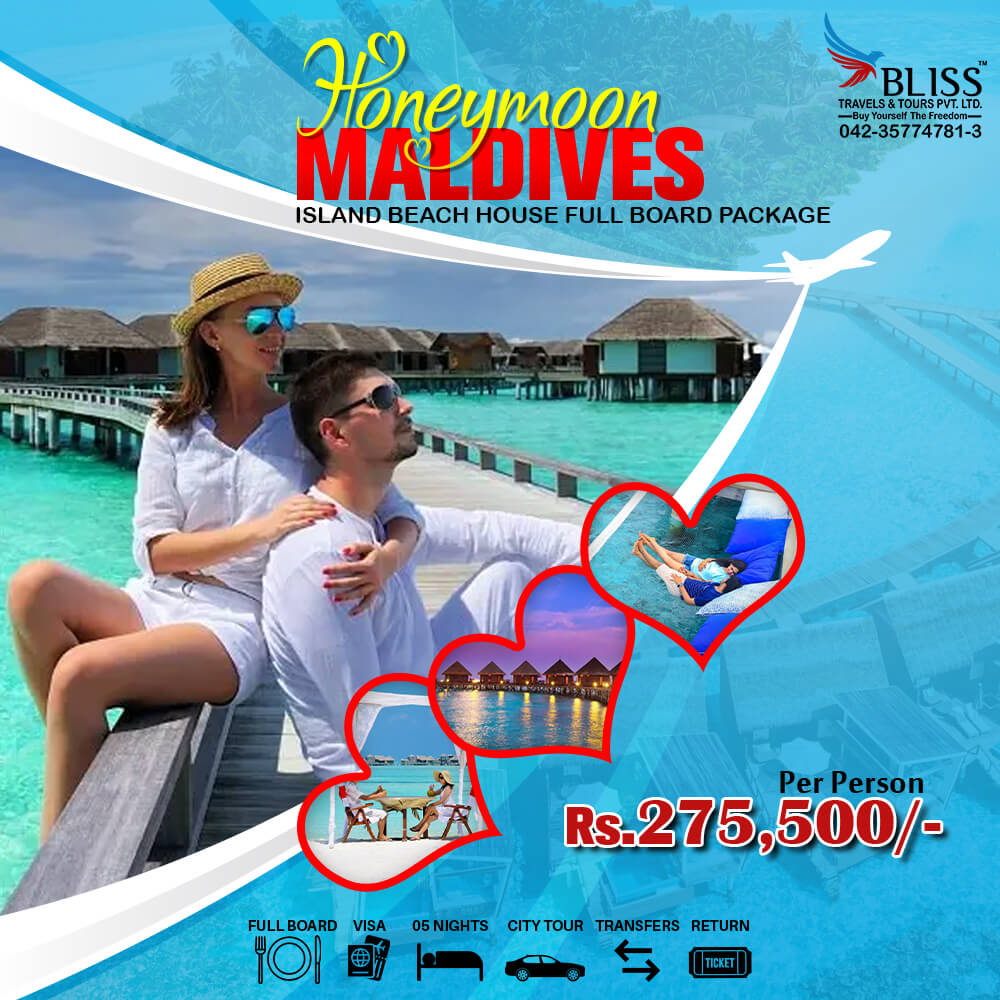 Honeymoon
MALDIVES
ISLAND BEACH HOUSE FULL BOARD PACKAGE
BLISS™
TRAVELS & TOURS PVT. LTD.
Buy Yourself The Freedom
042-35774781-3
Per Person
Rs.275,500/-
FULL BOARD VISA 05 NIGHTS CITY TOUR TRANSFERS RETURN
TICKET